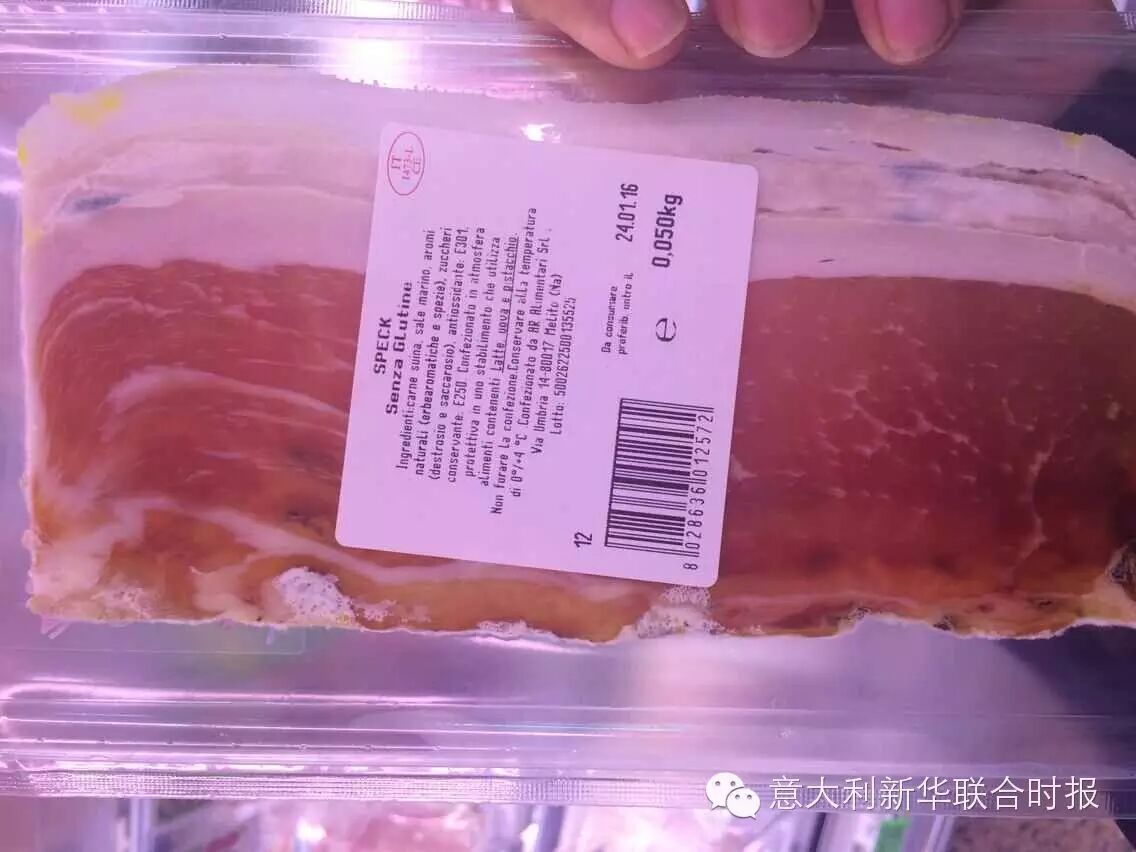 IT
1473-L
CE
SPECK
Senza Glutine
Ingredienti:carne suina, sale marino, aromi
naturali (erbearomatiche e spezie), zuccheri
(destrosio e saccarosio), antiossidante: E301,
conservante: E250. Confezionato in atmosfera
protettiva in uno stabilimento che utilizza
alimenti contenenti latte, uova e pistacchio.
Non forare la confezione.Conservare alla temperatura
di 0°/+4 °C Confezionato da AR Alimentari Srl.
Via Umbria 14-80017 Melito (Na)
Lotto: 5002622500135525
Da consumare
preferib. entro il
24.01.16
e
0,050kg
12
8 028636 012572
意大利新华联合时报